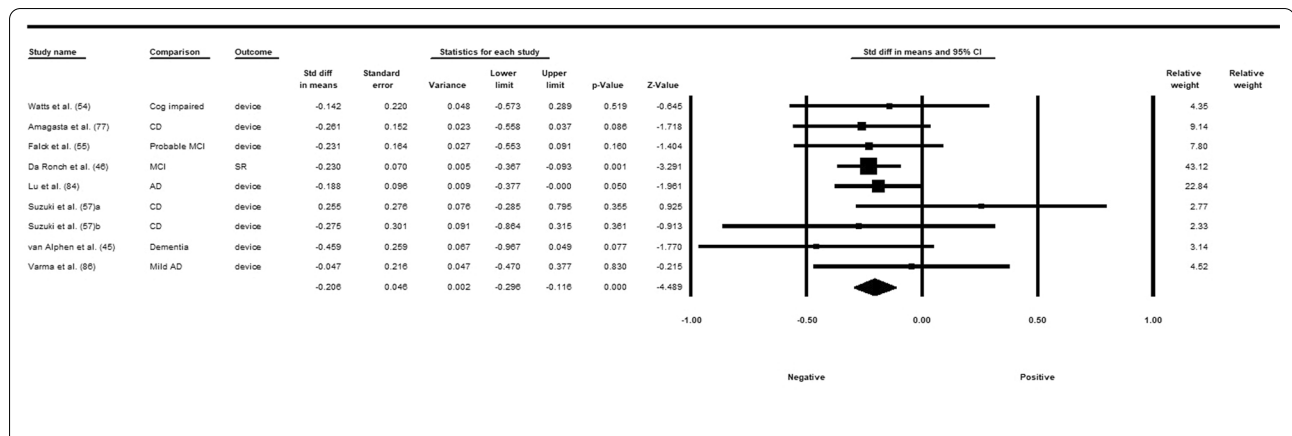 Study name Comparison Outcome Statistics for each study Std diff in means and 95% CI
Std diff Standard Lower Upper Relative Relative
in means error Variance limit limit p-Value Z-Value weight weight
Watts et al. (54) Cog impaired device -0.142 0.220 0.048 -0.573 0.289 0.519 -0.645 4.35
Amagasta et al. (77) CD device -0.261 0.152 0.023 -0.558 0.037 0.086 -1.718 9.14
Falck et al. (55) Probable MCI device -0.231 0.164 0.027 -0.553 0.091 0.160 -1.404 7.80
Da Ronch et al. (46) MCI SR -0.230 0.070 0.005 -0.367 -0.093 0.001 -3.291 43.12
Lu et al. (84) AD device -0.188 0.096 0.009 -0.377 -0.000 0.050 -1.961 22.84
Suzuki et al. (57)a CD device 0.255 0.276 0.076 -0.285 0.795 0.355 0.925 2.77
Suzuki et al. (57)b CD device -0.275 0.301 0.091 -0.864 0.315 0.361 -0.913 2.33
van Alphen et al. (45) Dementia device -0.459 0.259 0.067 -0.967 0.049 0.077 -1.770 3.14
Varma et al. (86) Mild AD device -0.047 0.216 0.047 -0.470 0.377 0.830 -0.215 4.52
-0.206 0.046 0.002 -0.296 -0.116 0.000 -4.489
-1.00 -0.50 0.00 0.50 1.00
Negative Positive